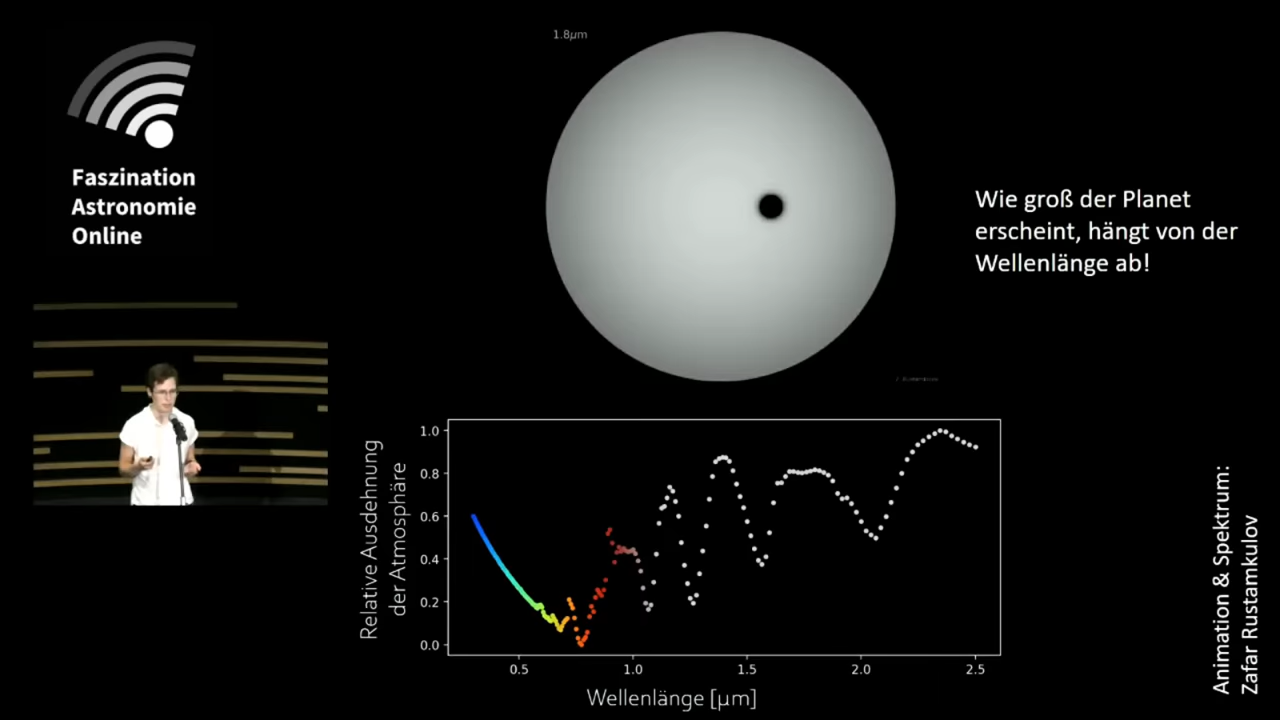 Faszination
Astronomie
Online
1.8µm
Wie groß der Planet
erscheint, hängt von der
Wellenlänge ab!
Relative Ausdehnung
der Atmosphäre
1.0
0.8
0.6
0.4
0.2
0.0
0.5
1.0
1.5
2.0
2.5
Wellenlänge [µm]
Animation & Spektrum:
Zafar Rustamkulov